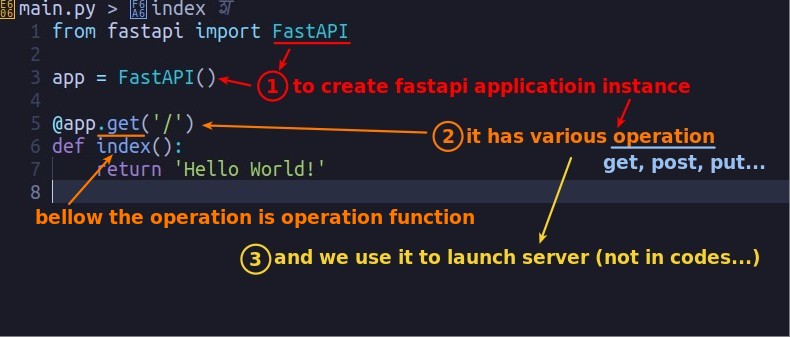 main.py > index
1 from fastapi import FastAPI
2
3 app = FastAPI()
1 to create fastapi applicatioin instance
4
5 @app.get('/')
2 it has various operation
6 def index():
get, post, put...
7 return 'Hello World!'
8
bellow the operation is operation function
3 and we use it to launch server (not in codes...)